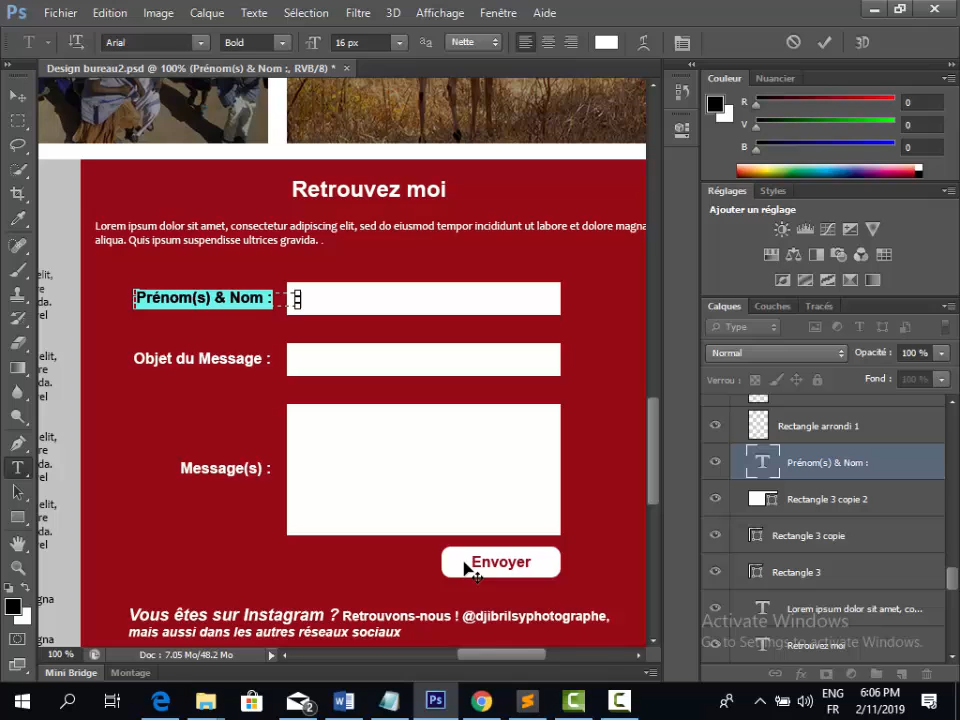 Ps Fichier Edition Image Calque Texte Sélection Filtre 3D Affichage Fenêtre Aide
T Arial Bold 16 px aa Nette 3D
Design bureau2.psd @ 100% (Prénom(s) & Nom :, RVB/8) * ×
Couleur Nuancier
R 0
V 0
B 0
Retrouvez moi
Réglages Styles
Ajouter un réglage
Lorem ipsum dolor sit amet, consectetur adipiscing elit, sed do eiusmod tempor incididunt ut labore et dolore magna
aliqua. Quis ipsum suspendisse ultrices gravida. .
elit,
da.
Prénom(s) & Nom :
Calques Couches Tracés
Type
Objet du Message :
Normal Opacité : 100 %
Verrou : Fond : 100 %
Rectangle arrondi 1
T Prénom(s) & Nom :
Message(s) :
Rectangle 3 copie 2
Rectangle 3 copie
Envoyer
Rectangle 3
T Lorem ipsum dolor sit amet, co...
Vous êtes sur Instagram ? Retrouvons-nous ! @djibrilsyphotographe,
mais aussi dans les autres réseaux sociaux
T Retrouvez moi
Activate Windows
Go to Settings to activate Windows.
100 % Doc : 7.05 Mo/48.2 Mo
Mini Bridge Montage
2
ENG
FR
6:06 PM
2/11/2019